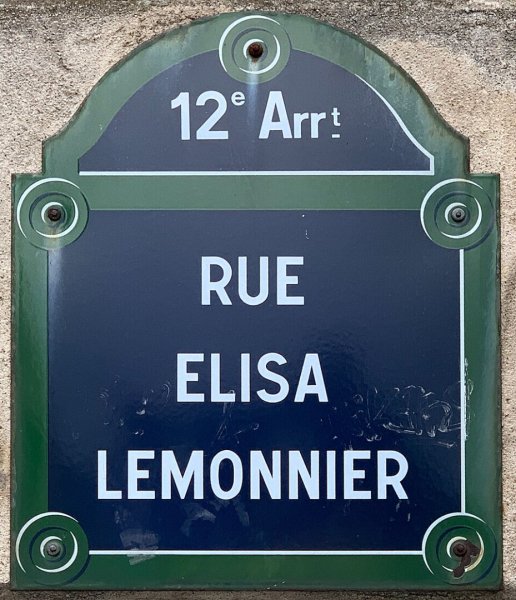 12e Arrt
RUE
ELISA
LEMONNIER